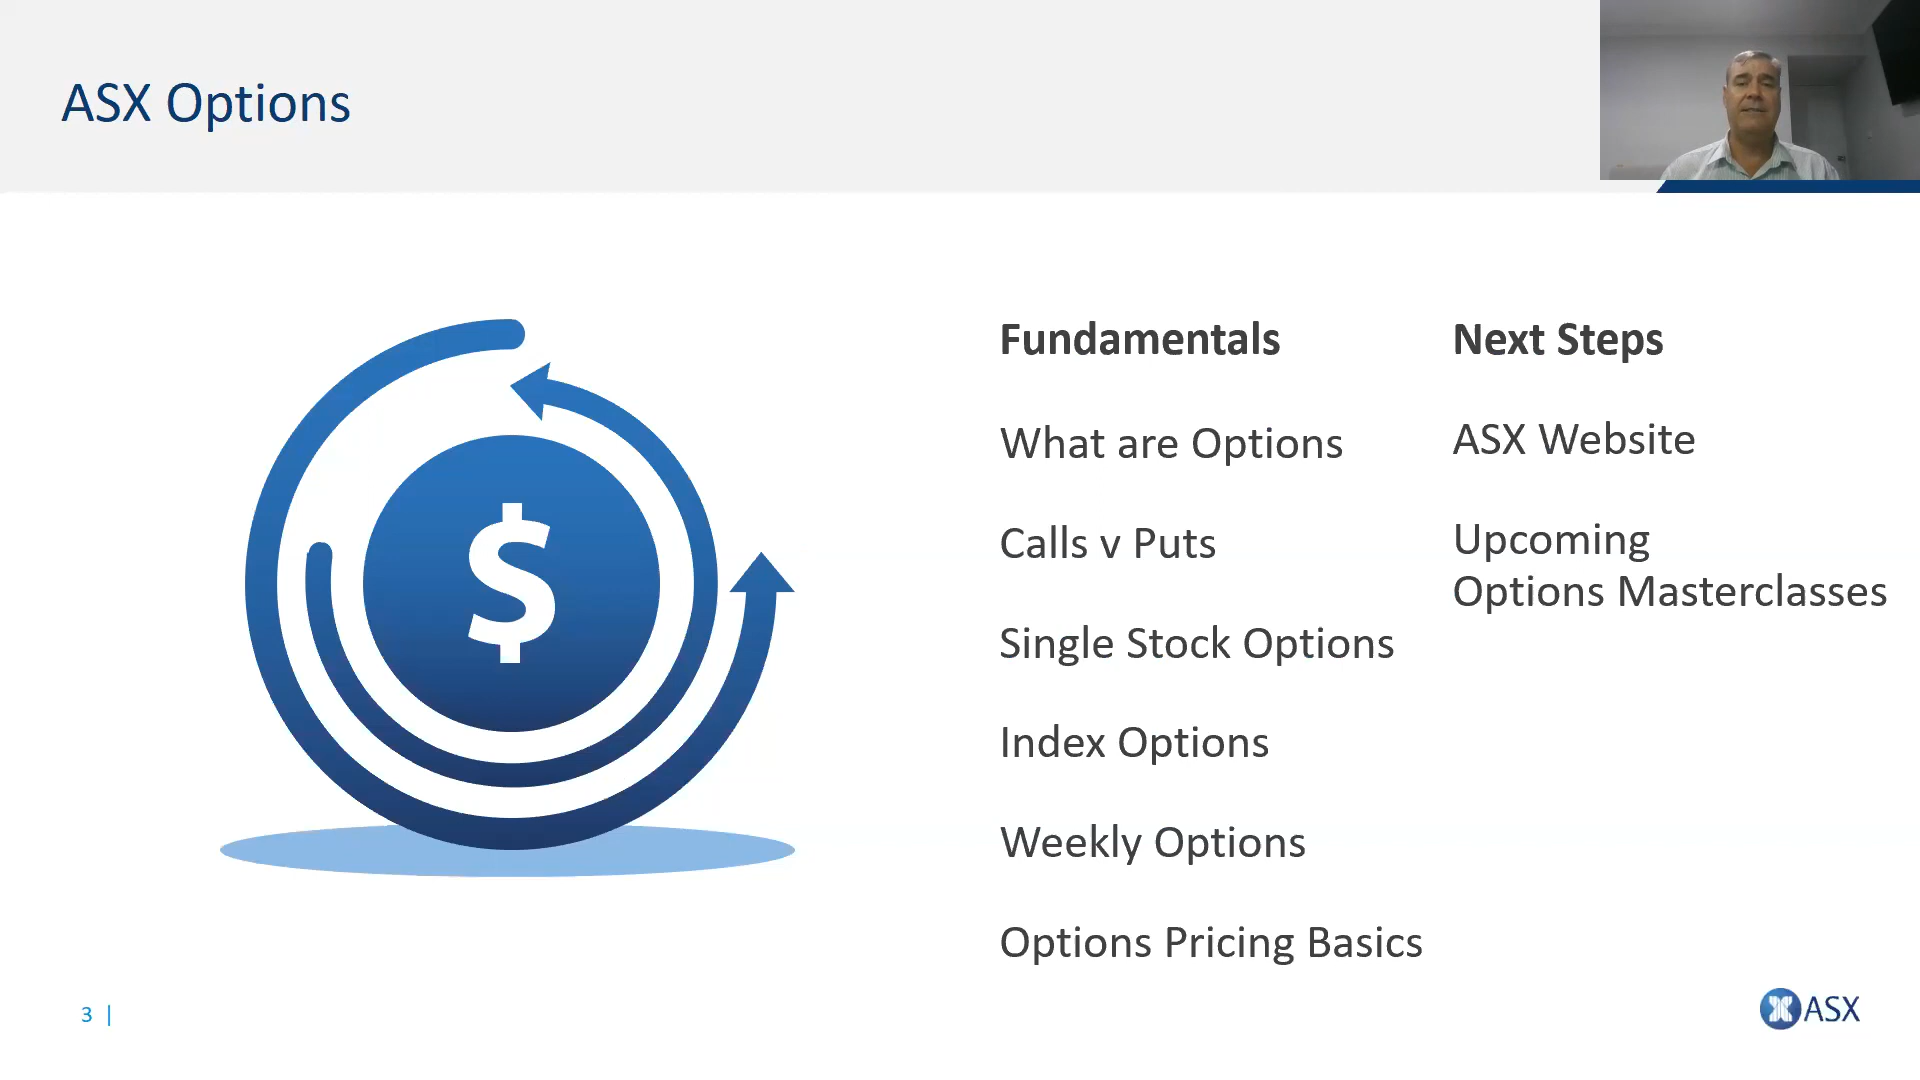 ASX Options
$
Fundamentals
What are Options
Calls v Puts
Single Stock Options
Index Options
Weekly Options
Options Pricing Basics
Next Steps
ASX Website
Upcoming
Options Masterclasses
3 |
ASX